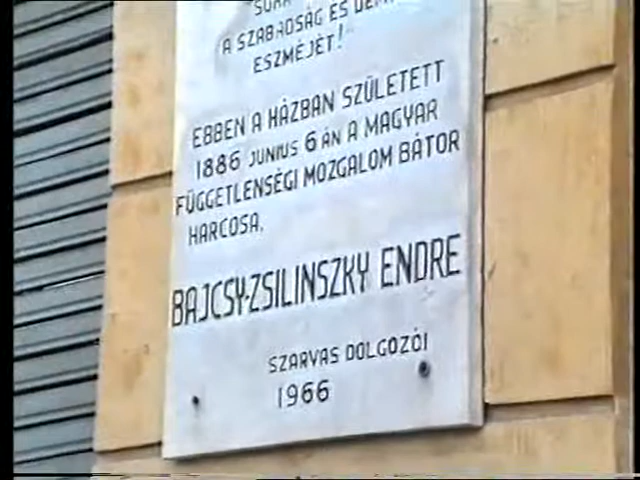 A SZABADSÁG ÉS
ESZMÉJÉT!
EBBEN A HÁZBAN SZÜLETETT
1886 JUNIUS 6 ÁN A MAGYAR
FÜGGETLENSÉGI MOZGALOM BÁTOR
HARCOSA.
BAJCSY-ZSILINSZKY ENDRE
SZARVAS DOLGOZÓI
1966